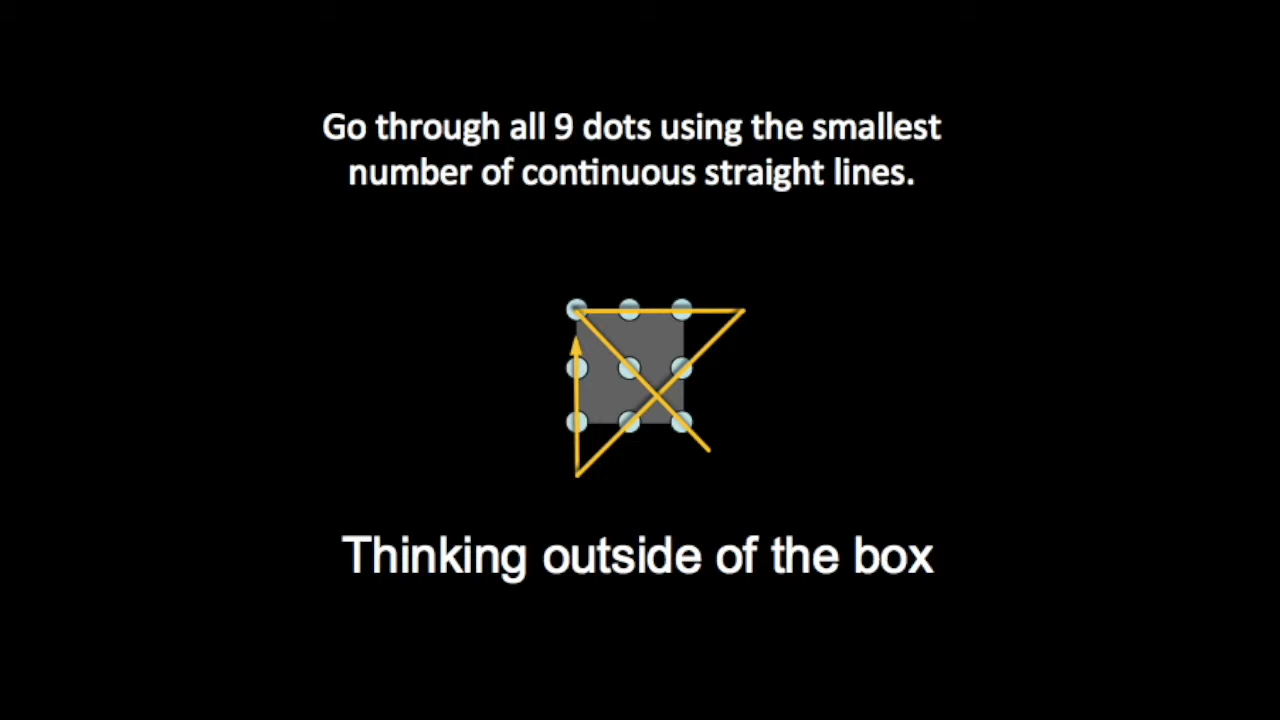 Go through all 9 dots using the smallest
number of continuous straight lines.
Thinking outside of the box